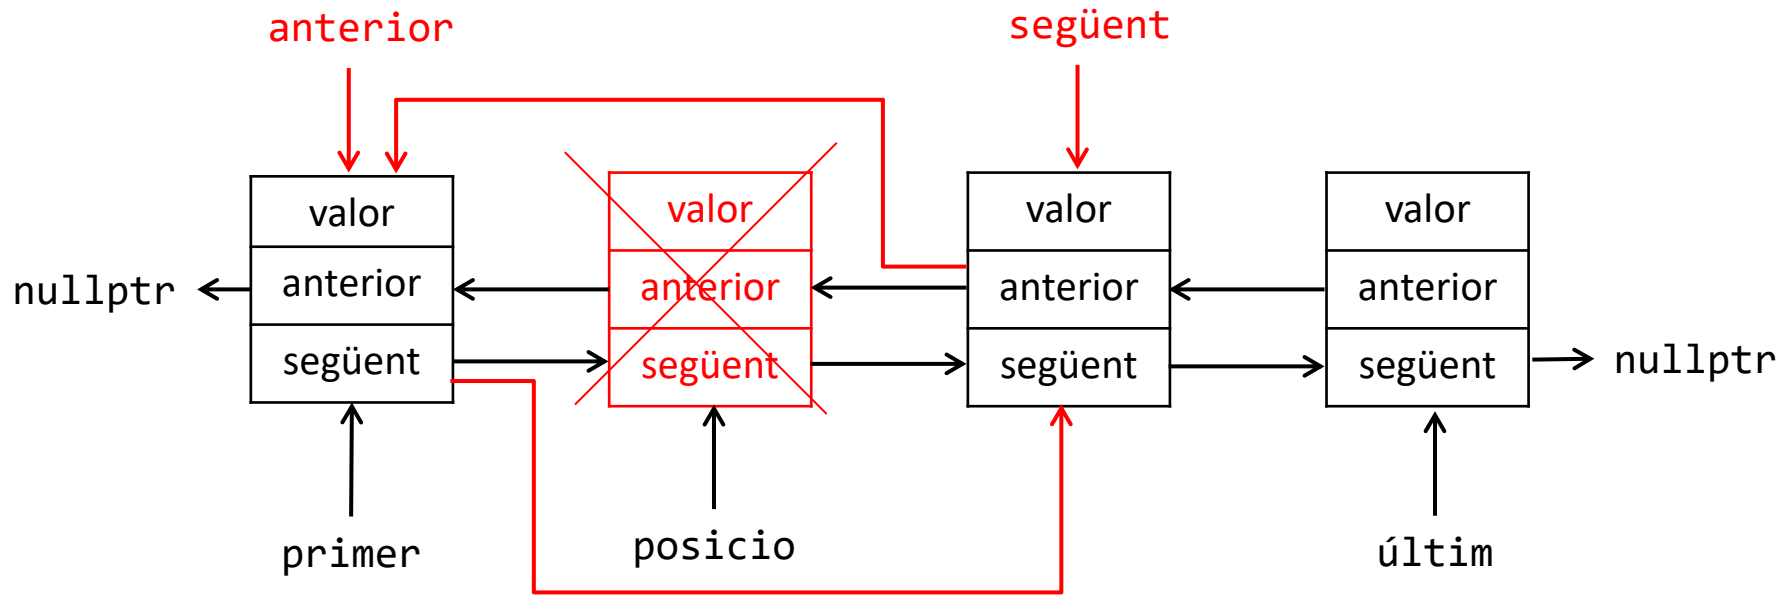 anterior
següent
valor
anterior
següent
valor
anterior
següent
valor
anterior
següent
valor
anterior
següent
nullptr
nullptr
primer
posicio
últim